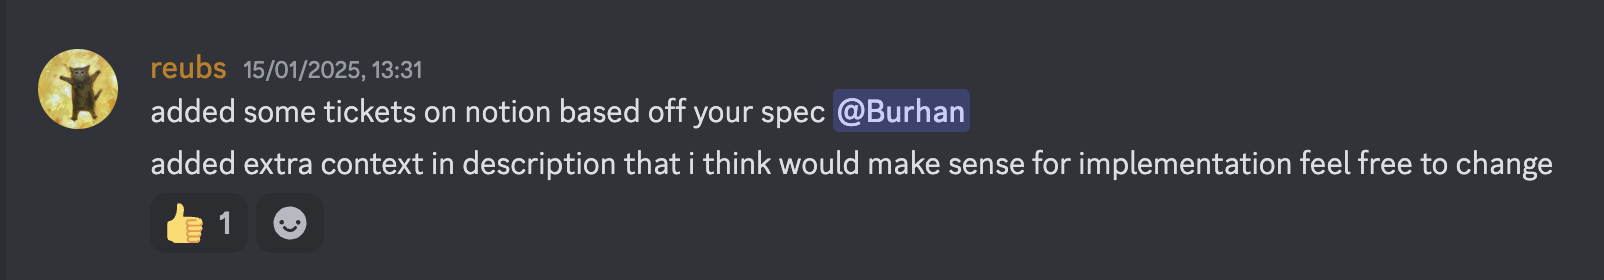 reubs 15/01/2025, 13:31
added some tickets on notion based off your spec @Burhan
added extra context in description that i think would make sense for implementation feel free to change
1